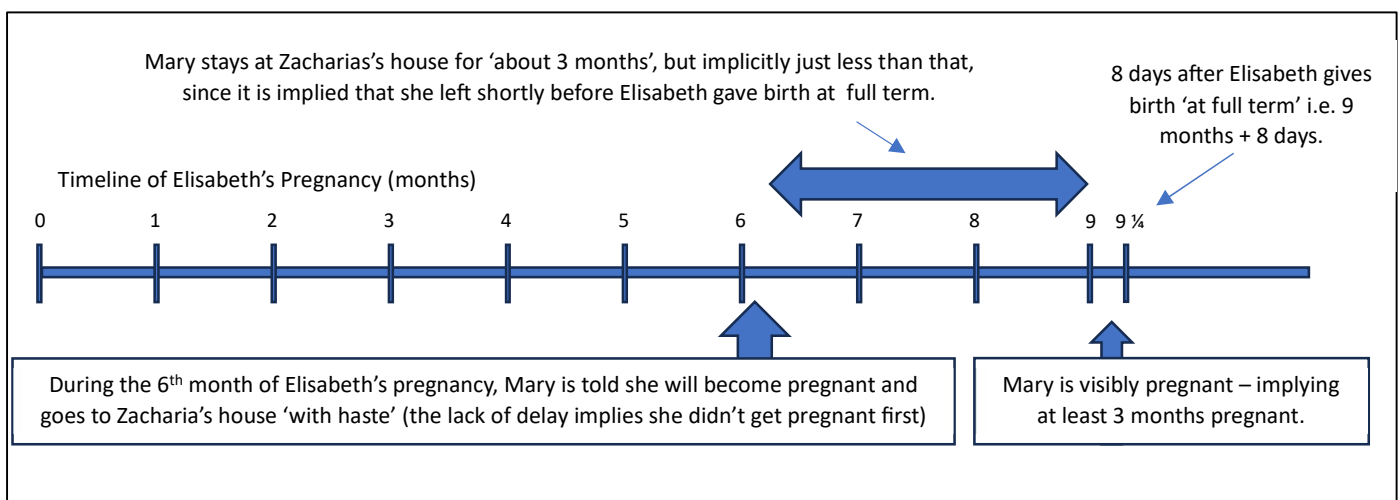 Mary stays at Zacharias's house for 'about 3 months', but implicitly just less than that,
since it is implied that she left shortly before Elisabeth gave birth at full term.
8 days after Elisabeth gives
birth 'at full term' i.e. 9
months + 8 days.
Timeline of Elisabeth's Pregnancy (months)
0 1 2 3 4 5 6 7 8 9 9 ¼
During the 6th month of Elisabeth's pregnancy, Mary is told she will become pregnant and
goes to Zacharia's house 'with haste' (the lack of delay implies she didn't get pregnant first)
Mary is visibly pregnant – implying
at least 3 months pregnant.